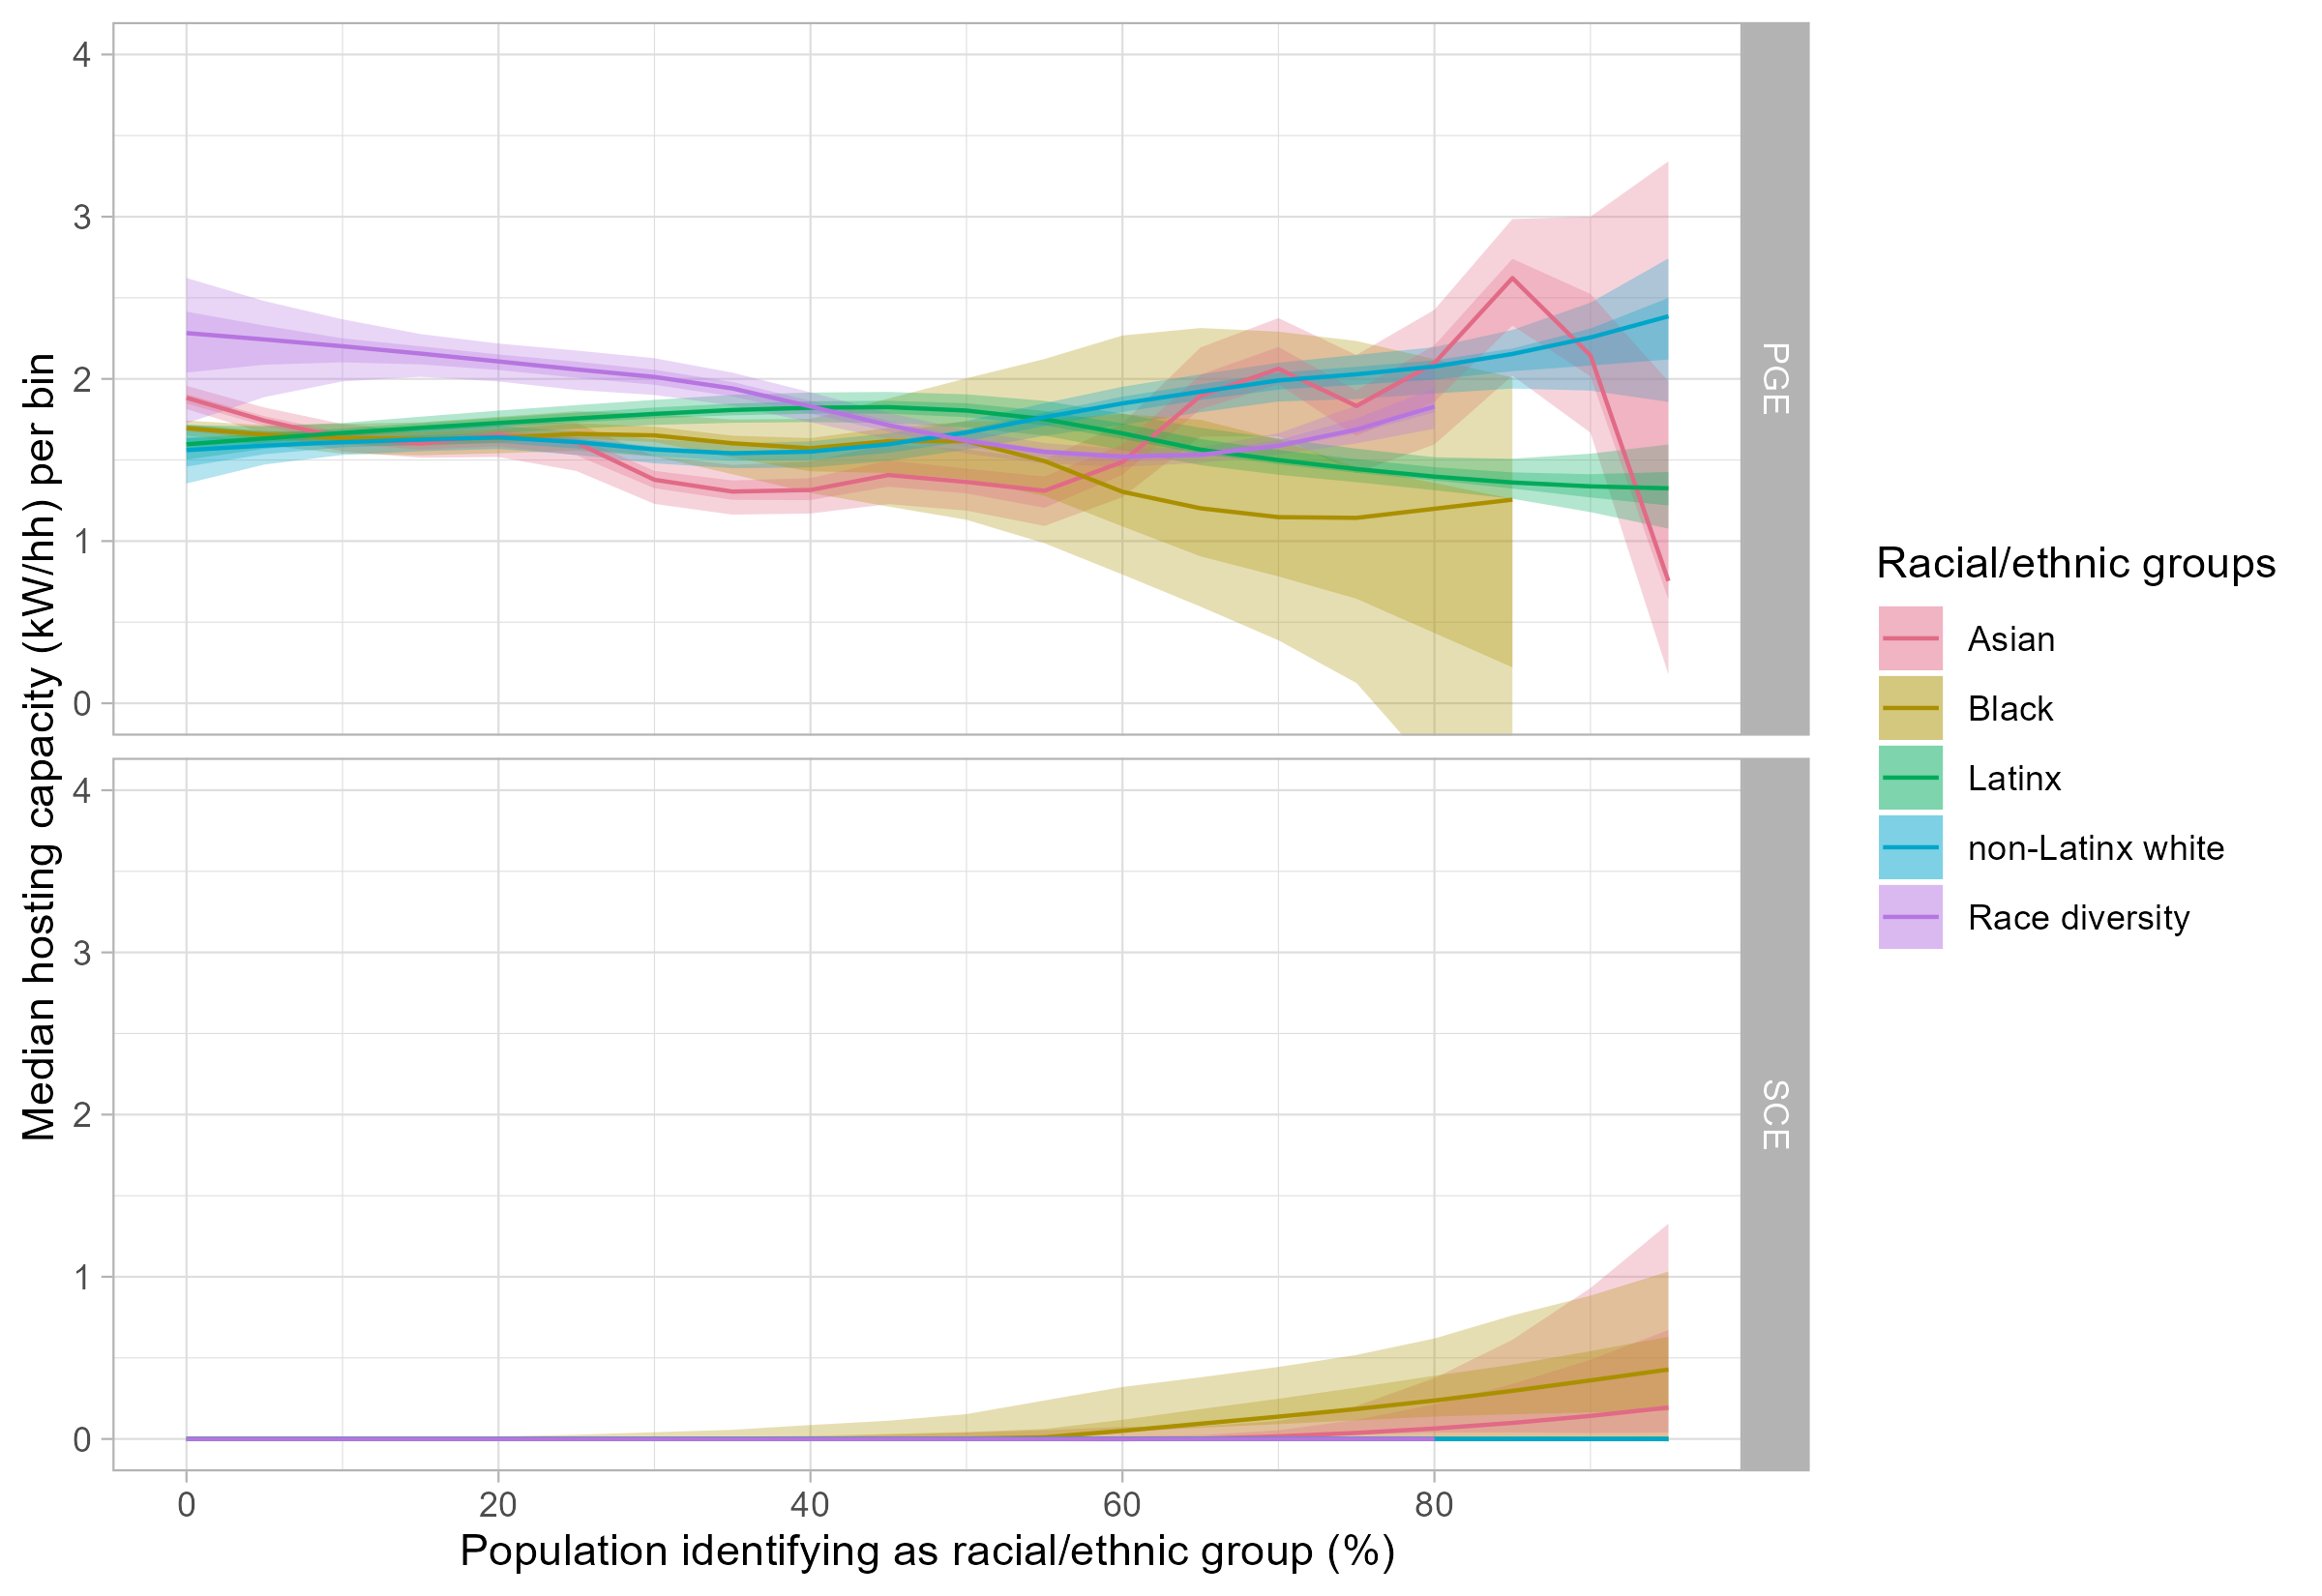 Median hosting capacity (kW/hh) per bin
4
3
2
1
0
PGE
4
3
2
1
0
SCE
0 20 40 60 80
Population identifying as racial/ethnic group (%)
Racial/ethnic groups
Asian
Black
Latinx
non-Latinx white
Race diversity